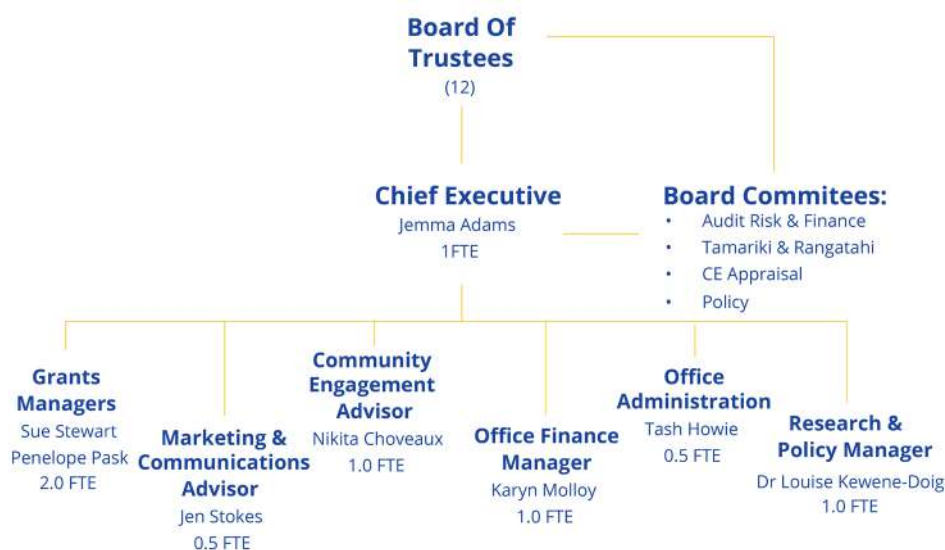 Board Of
Trustees
(12)
Chief Executive
Jemma Adams
1FTE
Board Commitees:
• Audit Risk & Finance
• Tamariki & Rangatahi
• CE Appraisal
• Policy
Grants
Managers
Sue Stewart
Penelope Pask
2.0 FTE
Marketing &
Communications
Advisor
Jen Stokes
0.5 FTE
Community
Engagement
Advisor
Nikita Choveaux
1.0 FTE
Office Finance
Manager
Karyn Molloy
1.0 FTE
Office
Administration
Tash Howie
0.5 FTE
Research &
Policy Manager
Dr Louise Kewene-Doig
1.0 FTE